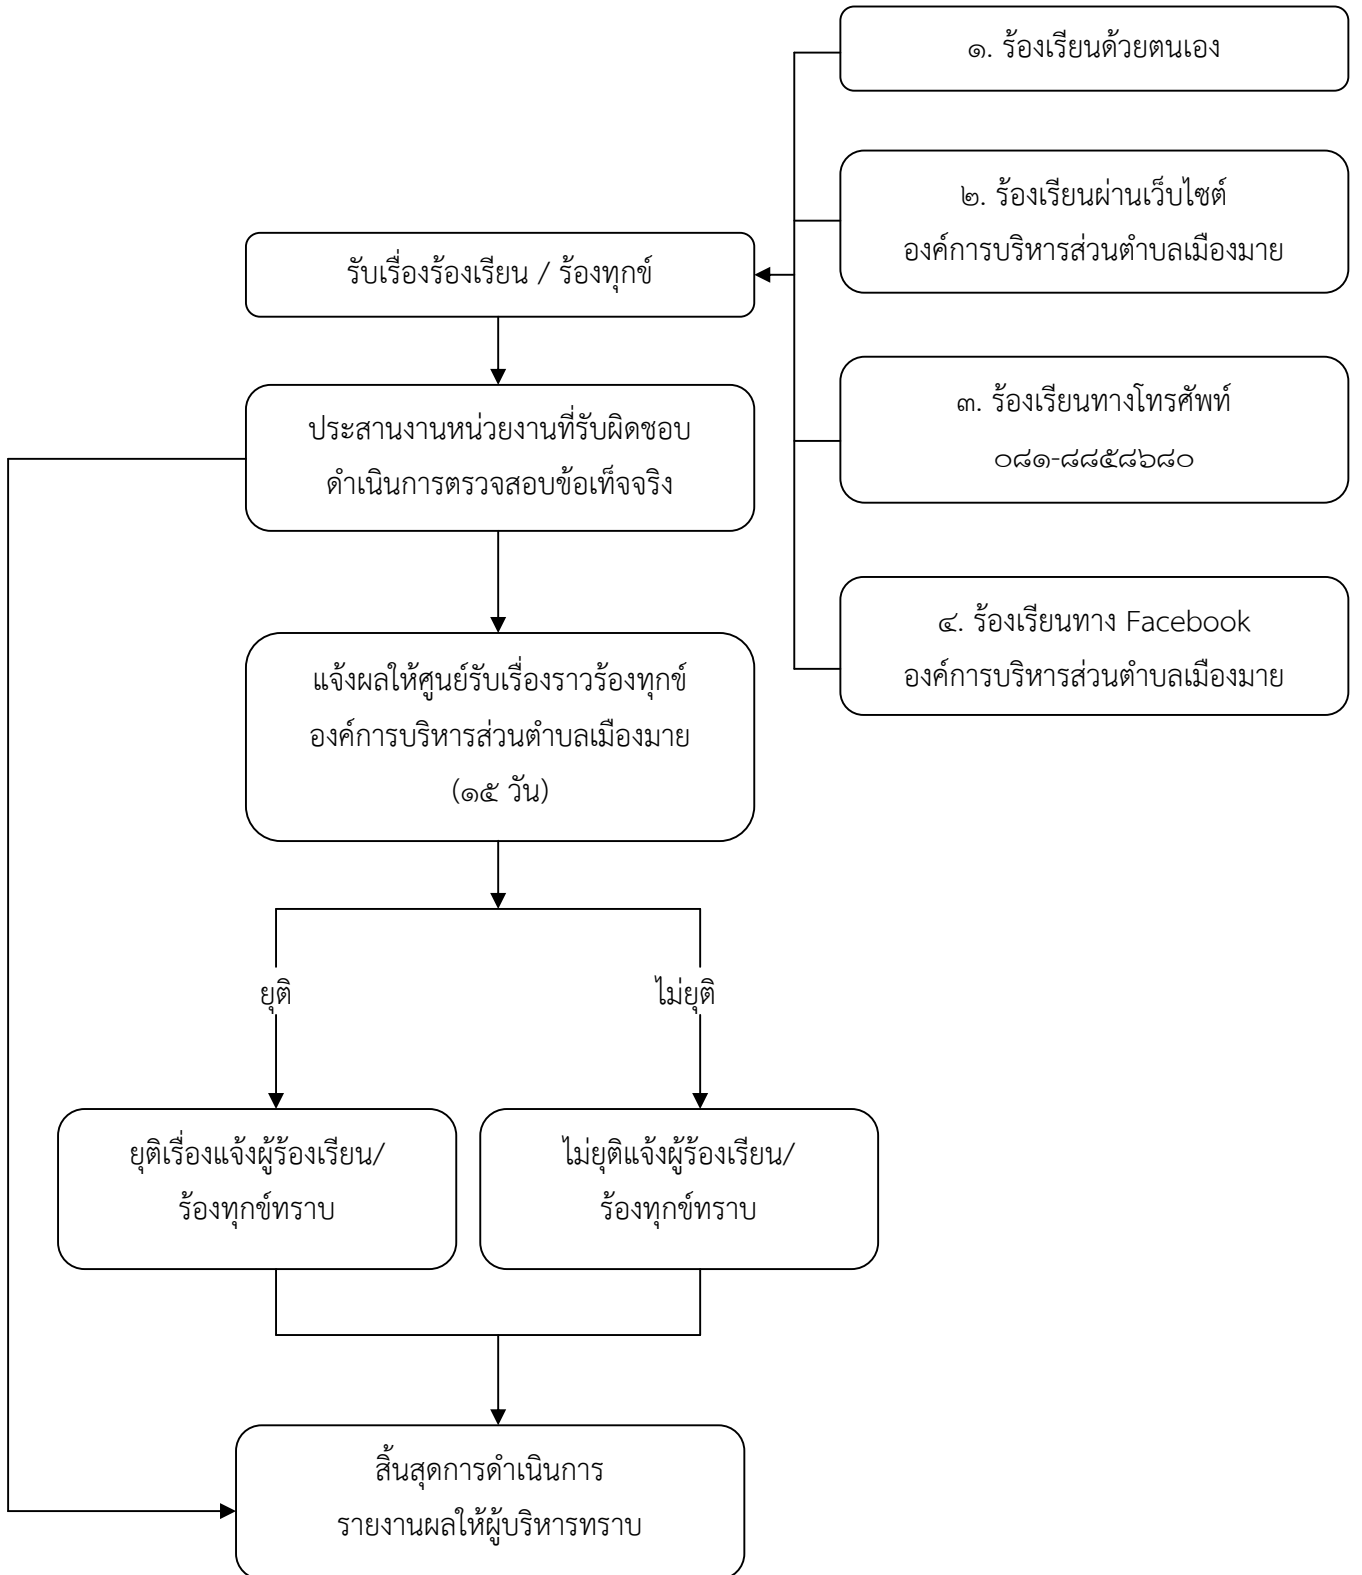 ๑. ร้องเรียนด้วยตนเอง
๒. ร้องเรียนผ่านเว็บไซต์
องค์การบริหารส่วนตำบลเมืองมาย
รับเรื่องร้องเรียน / ร้องทุกข์
๓. ร้องเรียนทางโทรศัพท์
๐๘๑-๘๘๕๘๖๘๐
ประสานงานหน่วยงานที่รับผิดชอบ
ดำเนินการตรวจสอบข้อเท็จจริง
๔. ร้องเรียนทาง Facebook
องค์การบริหารส่วนตำบลเมืองมาย
แจ้งผลให้ศูนย์รับเรื่องราวร้องทุกข์
องค์การบริหารส่วนตำบลเมืองมาย
(๑๕ วัน)
ยุติ
ไม่ยุติ
ยุติเรื่องแจ้งผู้ร้องเรียน/
ร้องทุกข์ทราบ
ไม่ยุติแจ้งผู้ร้องเรียน/
ร้องทุกข์ทราบ
สิ้นสุดการดำเนินการ
รายงานผลให้ผู้บริหารทราบ